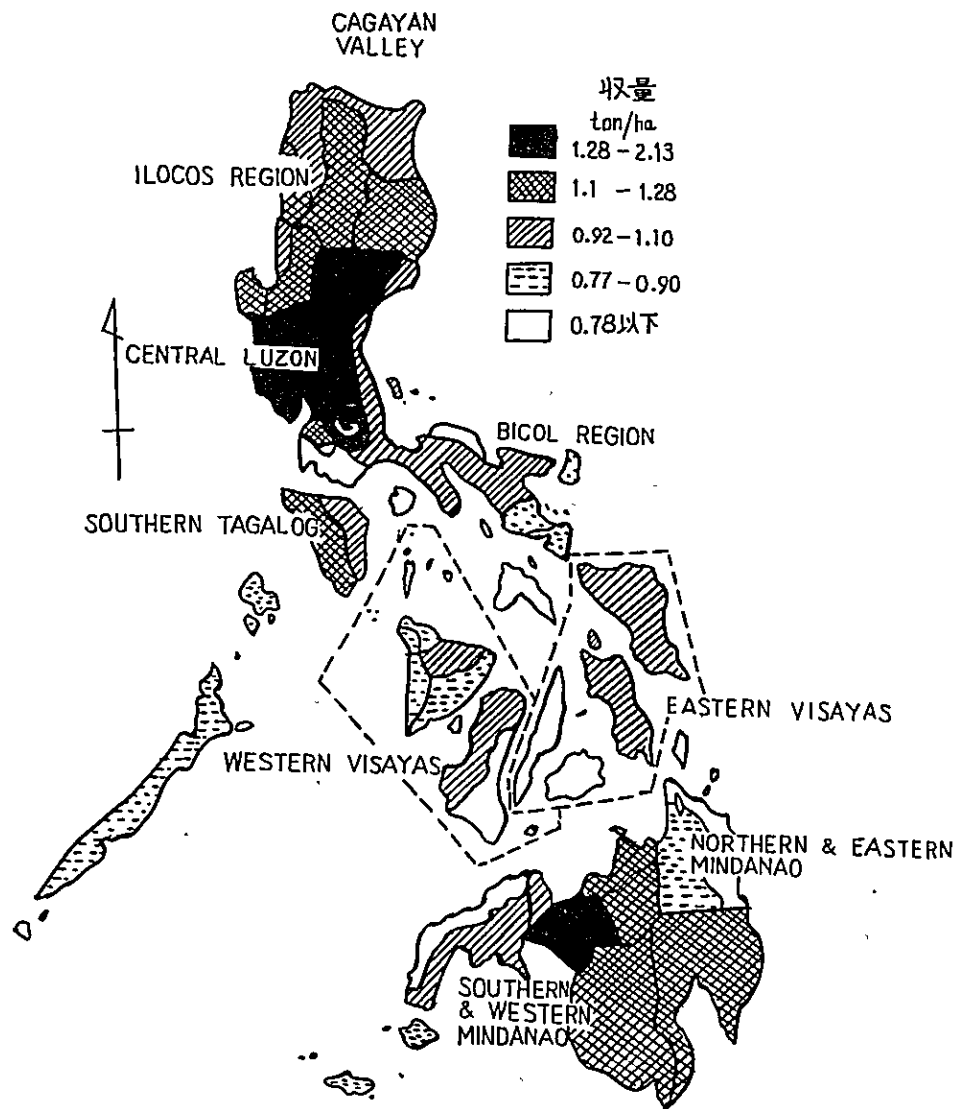 CAGAYAN
VALLEY
収量
ton/ha
1.28-2.13
1.1 - 1.28
0.92-1.10
0.77-0.90
0.78以下
ILOCOS REGION
CENTRAL LUZON
BICOL REGION
SOUTHERN TAGALOG
EASTERN VISAYAS
WESTERN VISAYAS
NORTHERN & EASTERN
MINDANAO
SOUTHERN
& WESTERN
MINDANAO